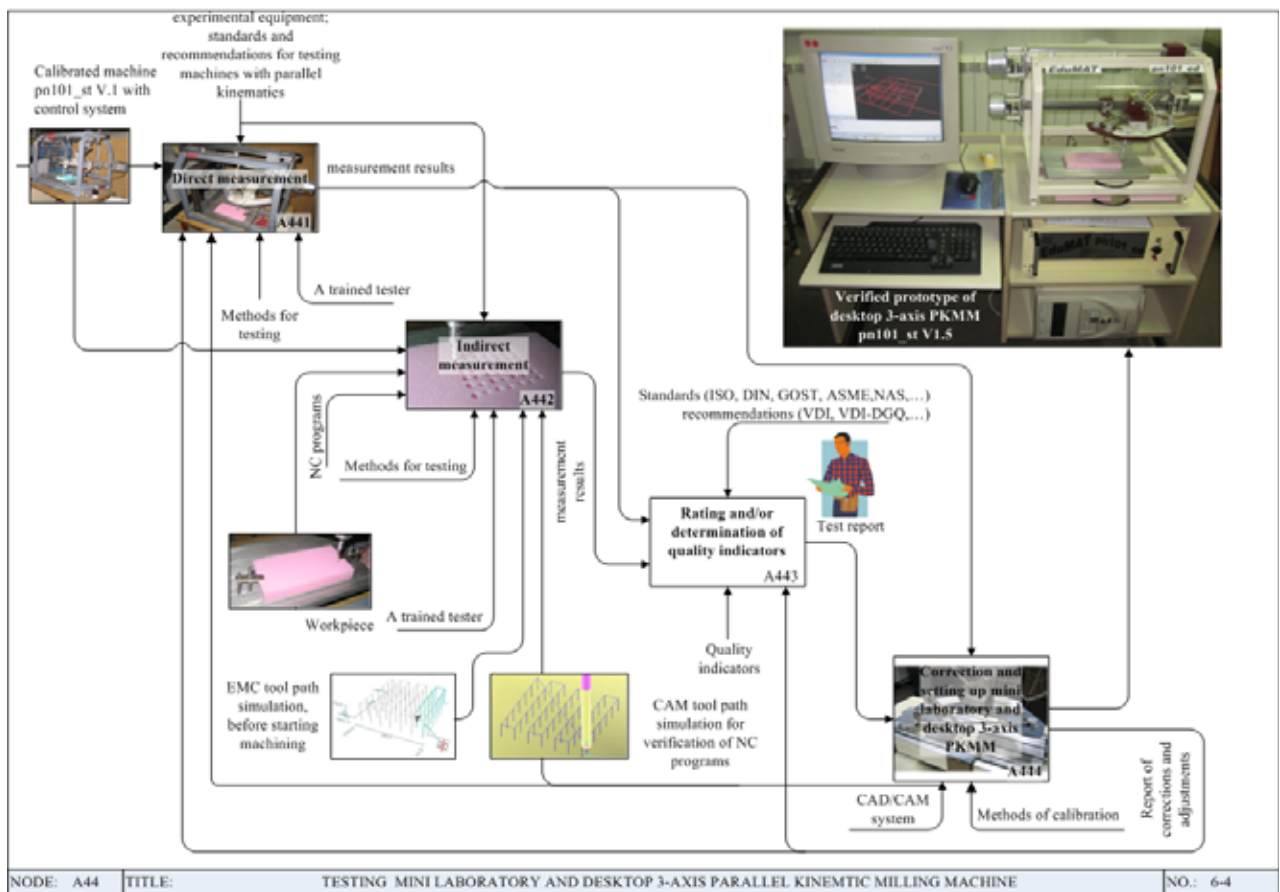 experimental equipment;
standards and
recommendations for testing
machines with parallel
kinematics
Calibrated machine
pn101_st V.1 with
control system
Direct measurement
A441
measurement results
A trained tester
Methods for
testing
EduMAT pn101_ed
EduMAT pn101_ed
Verified prototype of
desktop 3-axis PKMM
pn101_st V1.5
Indirect
measurement
A442
NC programs
Methods for testing
measurement
results
Standards (ISO, DIN, GOST, ASME,NAS,...)
recommendations (VDI, VDI-DGQ,...)
Test report
Rating and/or
determination of
quality indicators
A443
Workpiece
A trained tester
Quality
indicators
EMC tool path
simulation,
before starting
machining
CAM tool path
simulation for
verification of NC
programs
Correction and
setting up mini
laboratory and
desktop 3-axis
PKMM
A444
CAD/CAM
system
Methods of calibration
Report of
corrections and
adjustments
NODE: A44 TITLE: TESTING MINI LABORATORY AND DESKTOP 3-AXIS PARALLEL KINEMTIC MILLING MACHINE NO.: 6-4